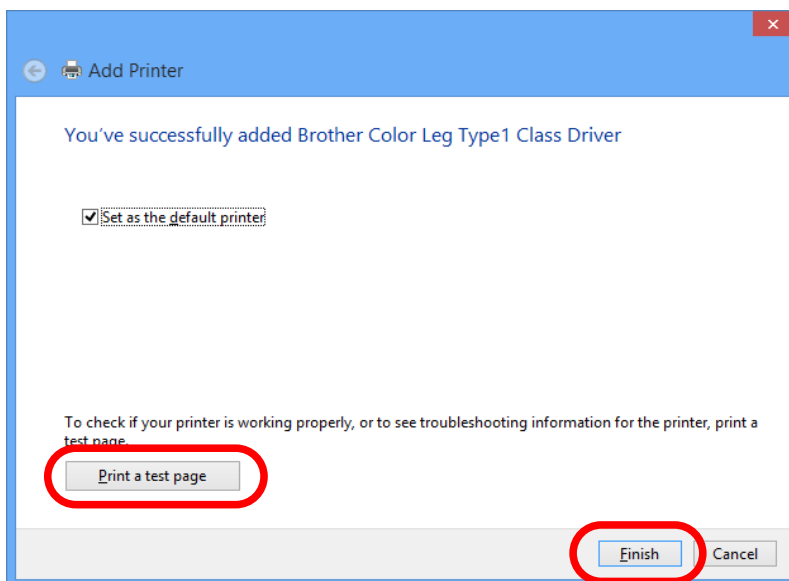 Add Printer
You've successfully added Brother Color Leg Type1 Class Driver
Set as the default printer
To check if your printer is working properly, or to see troubleshooting information for the printer, print a
test page.
Print a test page
Finish Cancel